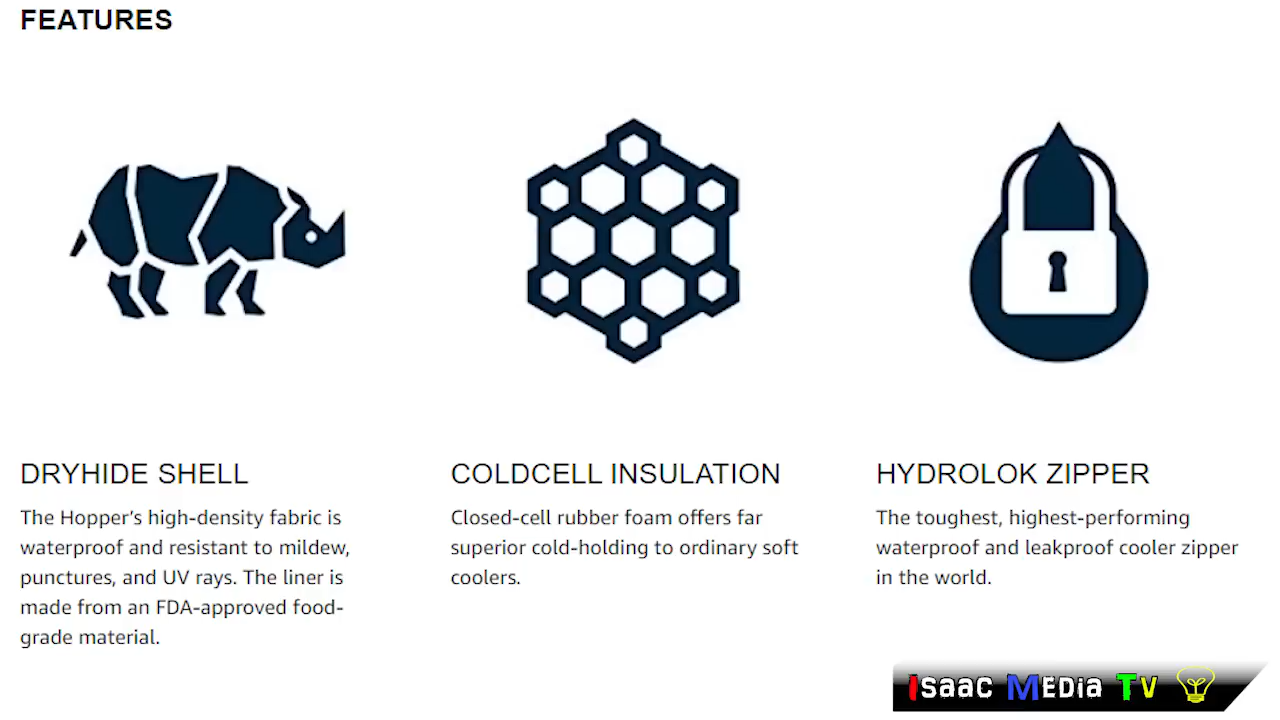 FEATURES
DRYHIDE SHELL
The Hopper's high-density fabric is
waterproof and resistant to mildew,
punctures, and UV rays. The liner is
made from an FDA-approved food-
grade material.
COLDCELL INSULATION
Closed-cell rubber foam offers far
superior cold-holding to ordinary soft
coolers.
HYDROLOK ZIPPER
The toughest, highest-performing
waterproof and leakproof cooler zipper
in the world.
Isaac Media Tv